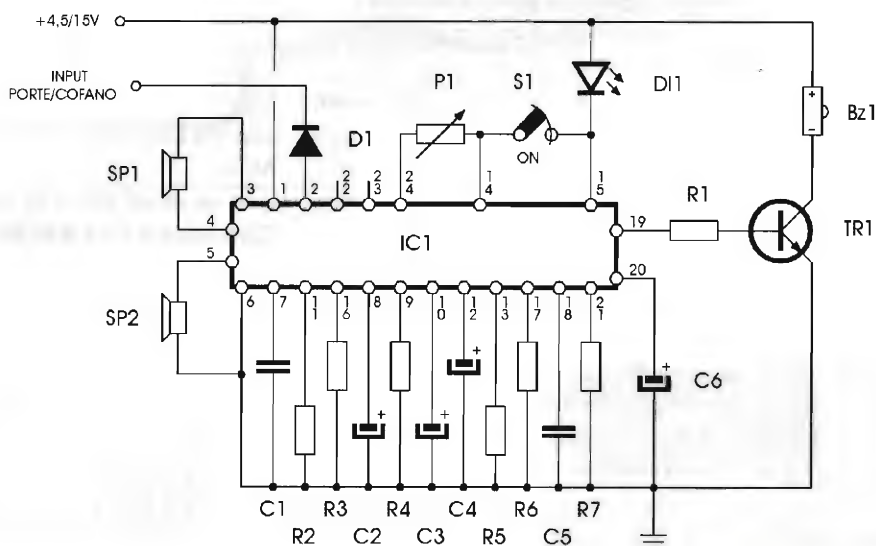 +4,5/15V
INPUT
PORTE/COFANO
P1
S1
DI1
Bz1
D1
ON
SP1
3
1
2
22
23
24
14
15
R1
4
5
IC1
19
20
TR1
SP2
6
7
11
16
8
9
10
12
13
17
18
21
C6
C1
R3
R4
C4
R6
R7
R2
C2
C3
R5
C5